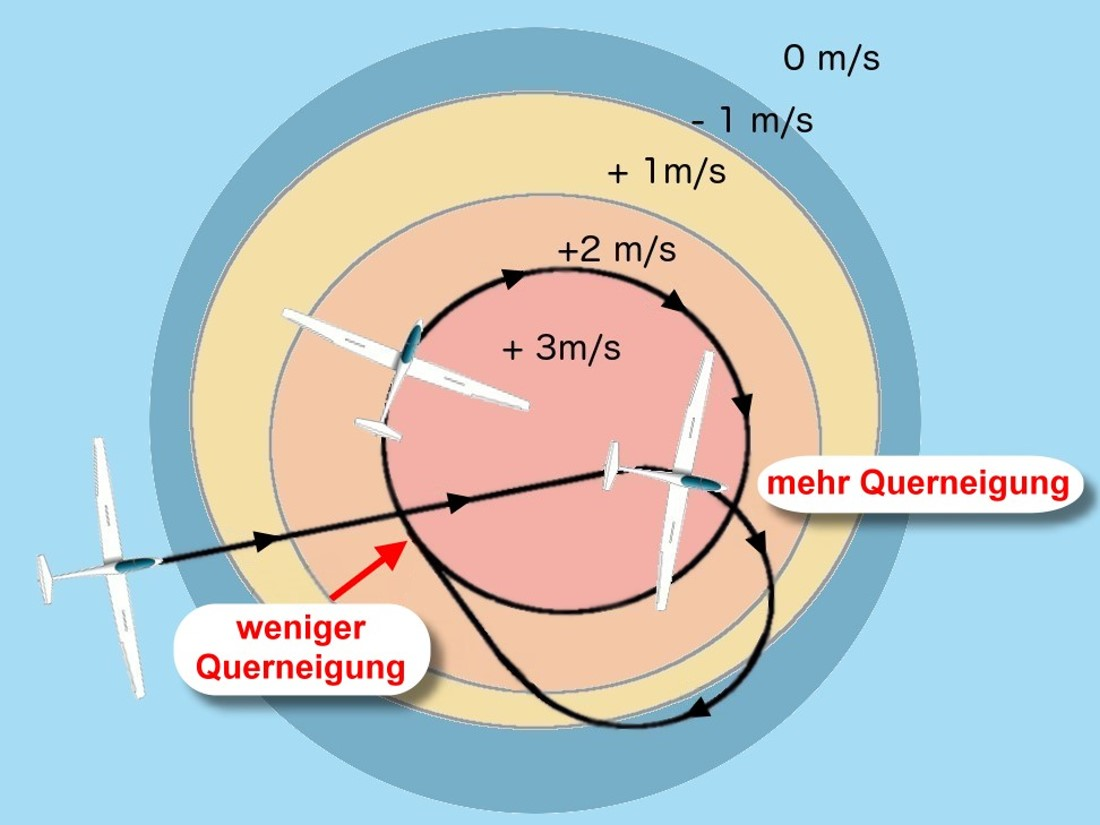 0 m/s
- 1 m/s
+ 1m/s
+2 m/s
+ 3m/s
mehr Querneigung
weniger
Querneigung